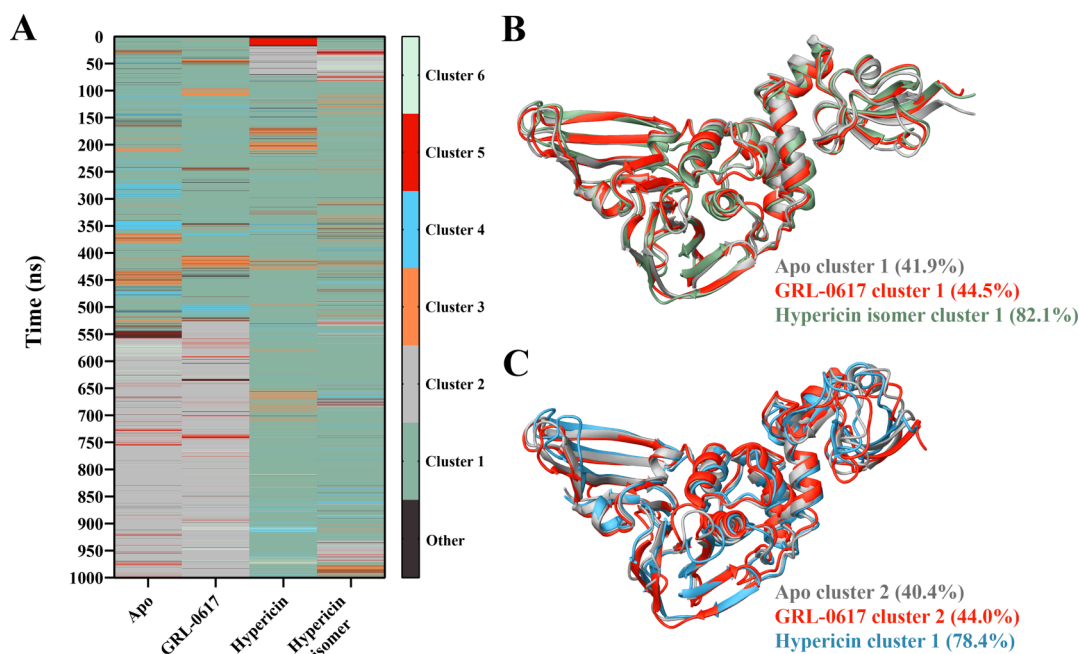 A
Time (ns)
0
50
100
150
200
250
300
350
400
450
500
550
600
650
700
750
800
850
900
950
1000
Apo
GRL-0617
Hypericin
Hypericin
isomer
Cluster 6
Cluster 5
Cluster 4
Cluster 3
Cluster 2
Cluster 1
Other
B
Apo cluster 1 (41.9%)
GRL-0617 cluster 1 (44.5%)
Hypericin isomer cluster 1 (82.1%)
C
Apo cluster 2 (40.4%)
GRL-0617 cluster 2 (44.0%)
Hypericin cluster 1 (78.4%)